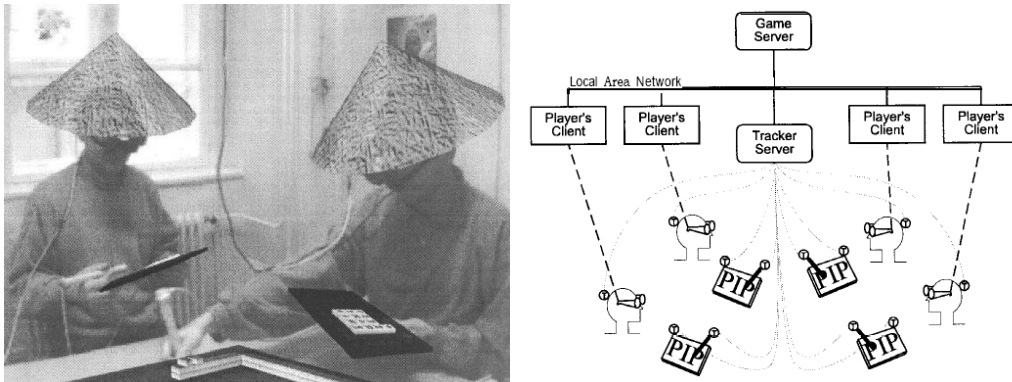 Game
Server
Local Area Network
Player's
Client
Player's
Client
Tracker
Server
Player's
Client
Player's
Client
PIP
PIP
PIP
PIP